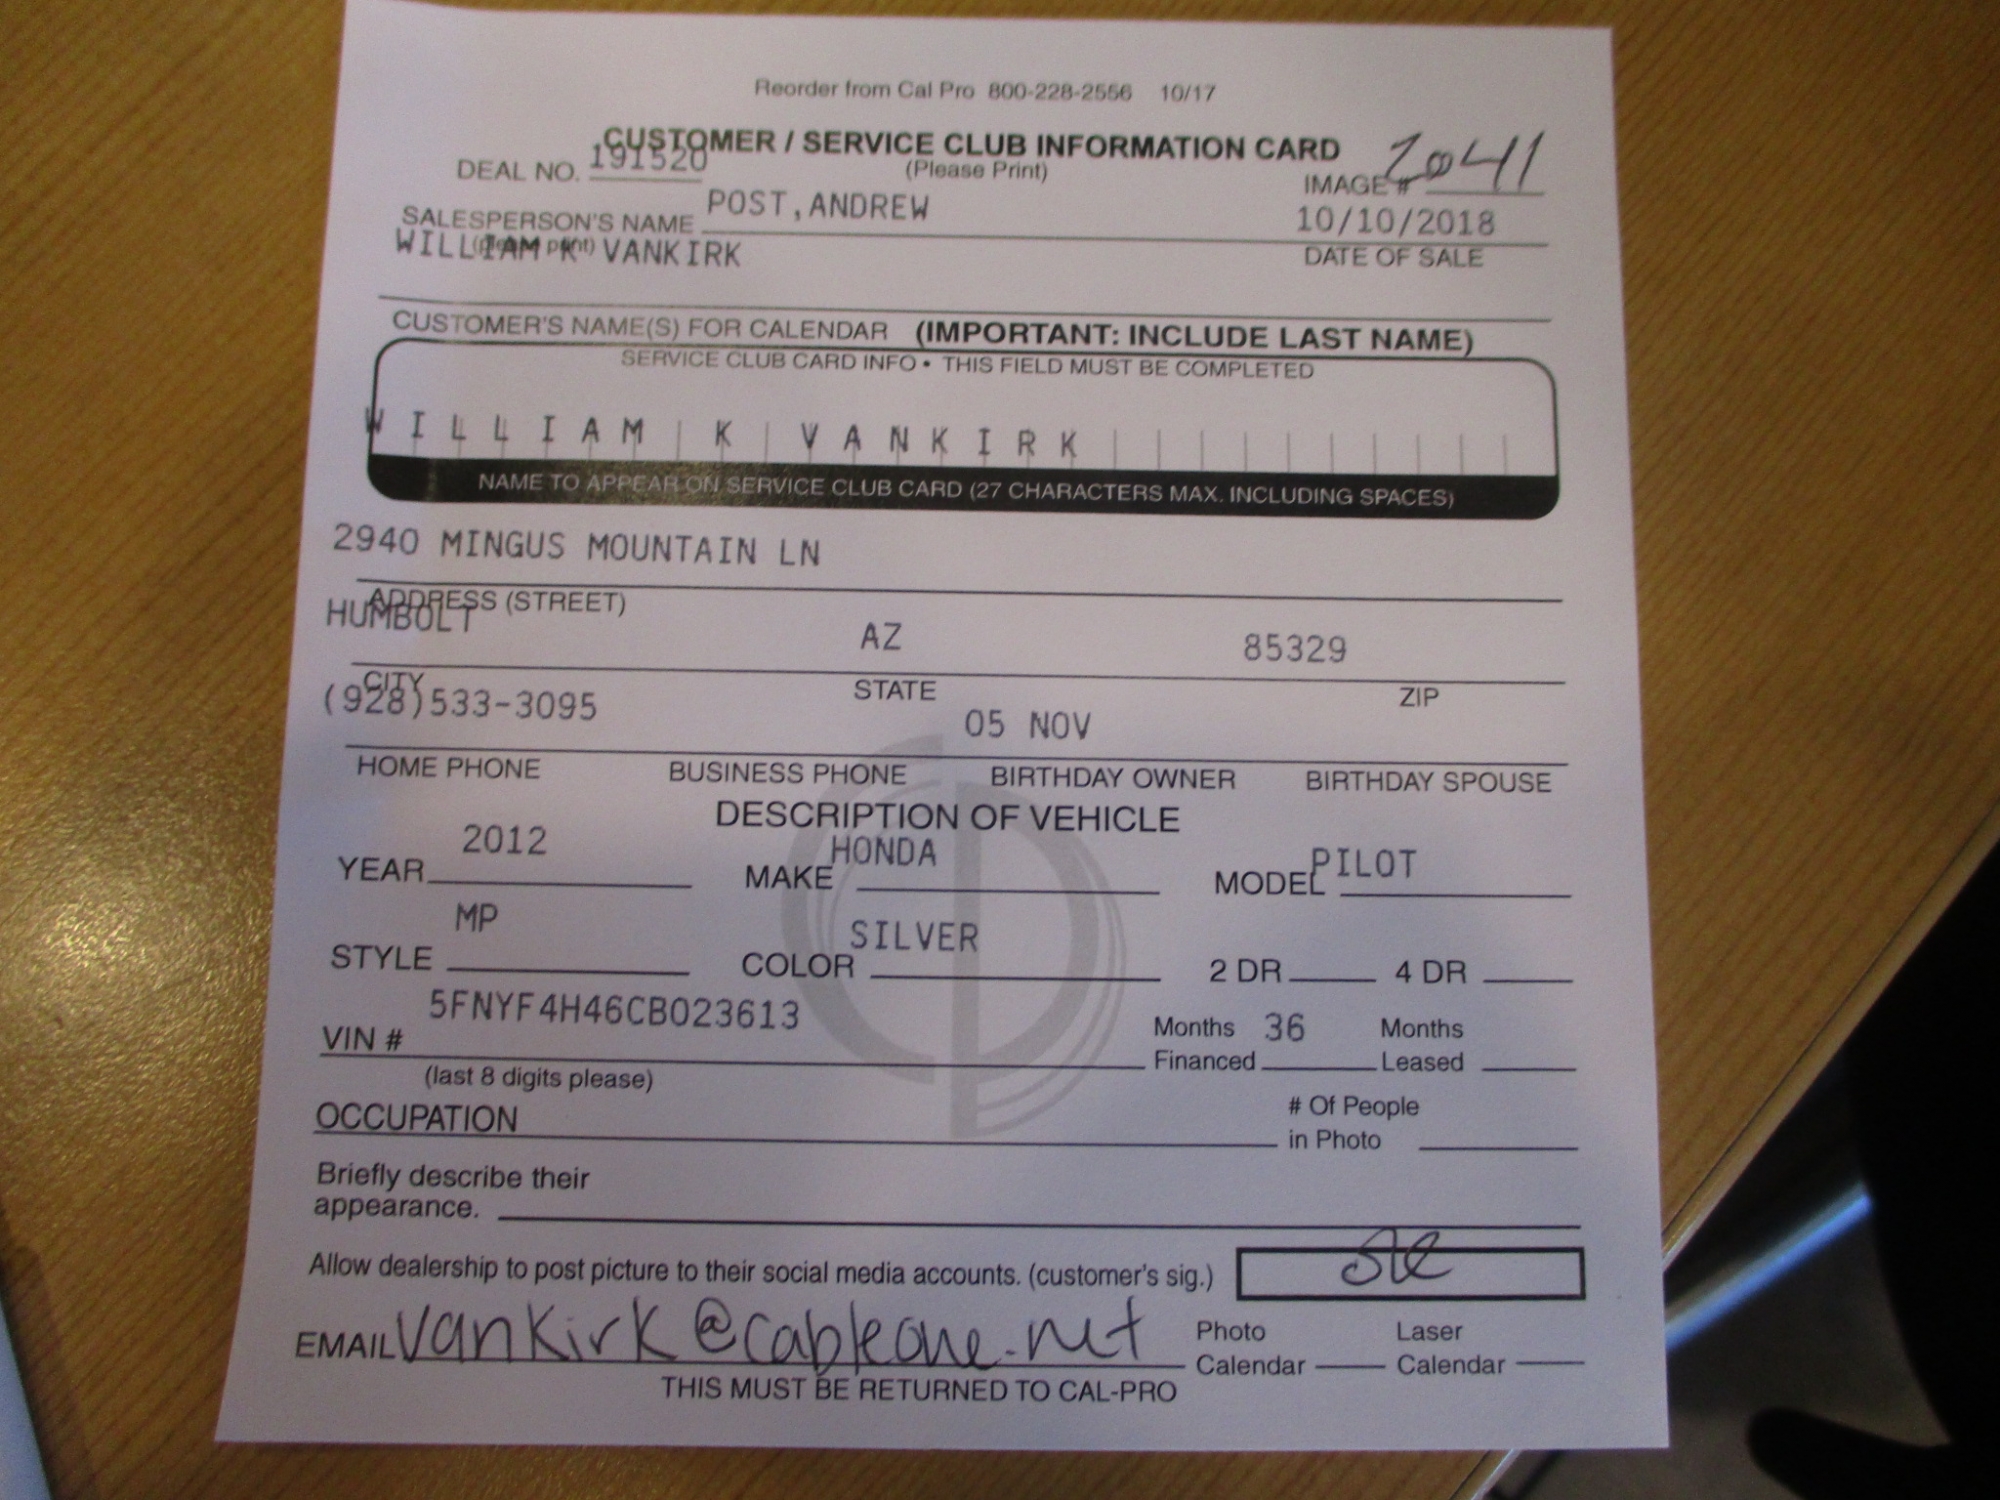 Reorder from Cal Pro 800-228-2556 10/17
CUSTOMER / SERVICE CLUB INFORMATION CARD
(Please Print)
DEAL NO. 191520
IMAGE # 2041
SALESPERSON'S NAME POST,ANDREW
10/10/2018
(please print)
DATE OF SALE
WILLIAM K VANKIRK
CUSTOMER'S NAME(S) FOR CALENDAR (IMPORTANT: INCLUDE LAST NAME)
SERVICE CLUB CARD INFO • THIS FIELD MUST BE COMPLETED
WILLIAM K VANKIRK
NAME TO APPEAR ON SERVICE CLUB CARD (27 CHARACTERS MAX. INCLUDING SPACES)
2940 MINGUS MOUNTAIN LN
ADDRESS (STREET)
HUMBOLT AZ 85329
CITY STATE ZIP
(928)533-3095 05 NOV
HOME PHONE BUSINESS PHONE BIRTHDAY OWNER BIRTHDAY SPOUSE
DESCRIPTION OF VEHICLE
YEAR 2012 MAKE HONDA MODEL PILOT
STYLE MP COLOR SILVER 2 DR 4 DR
VIN # 5FNYF4H46CB023613
(last 8 digits please)
Months Financed 36 Months Leased
OCCUPATION
# Of People in Photo
Briefly describe their
appearance.
Allow dealership to post picture to their social media accounts. (customer's sig.)
EMAIL vankirk@cableone.net
Photo Calendar Laser Calendar
THIS MUST BE RETURNED TO CAL-PRO